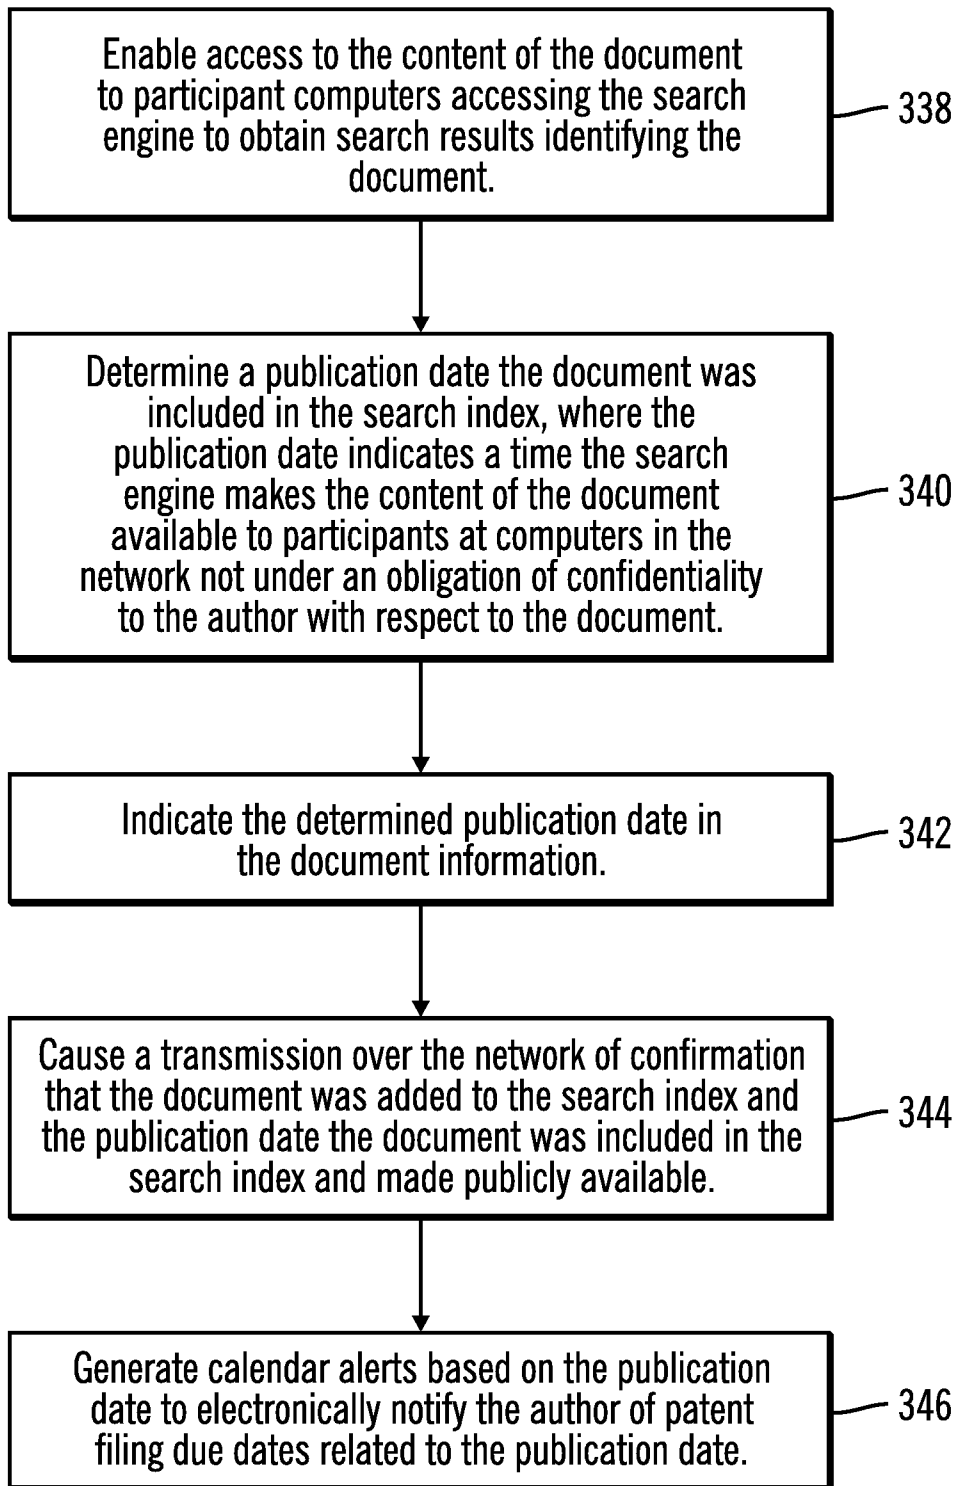 Enable access to the content of the document
to participant computers accessing the search
engine to obtain search results identifying the
document.
338
Determine a publication date the document was
included in the search index, where the
publication date indicates a time the search
engine makes the content of the document
available to participants at computers in the
network not under an obligation of confidentiality
to the author with respect to the document.
340
Indicate the determined publication date in
the document information.
342
Cause a transmission over the network of confirmation
that the document was added to the search index and
the publication date the document was included in the
search index and made publicly available.
344
Generate calendar alerts based on the publication
date to electronically notify the author of patent
filing due dates related to the publication date.
346